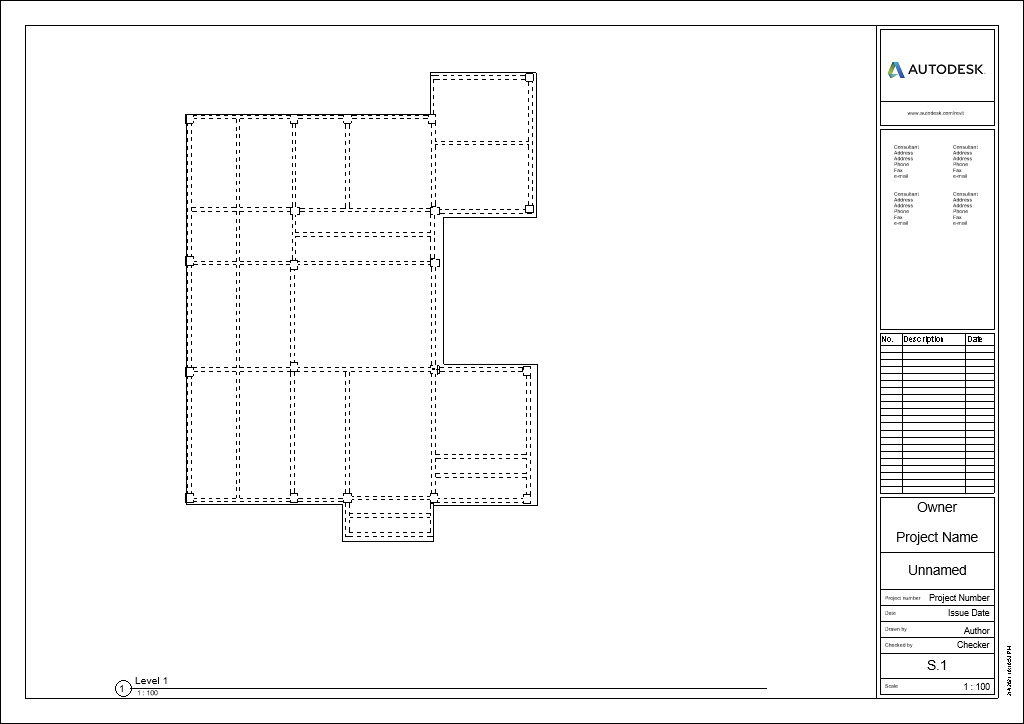 AUTODESK.
www.autodesk.com/revit
Consultant
Address
Address
Phone
Fax
e-mail
Consultant
Address
Address
Phone
Fax
e-mail
Consultant
Address
Address
Phone
Fax
e-mail
Consultant
Address
Address
Phone
Fax
e-mail
No. Description Date
Owner
Project Name
Unnamed
Project number Project Number
Date Issue Date
Drawn by Author
Checked by Checker
S.1
Scale 1 : 100
1 Level 1
1 : 100